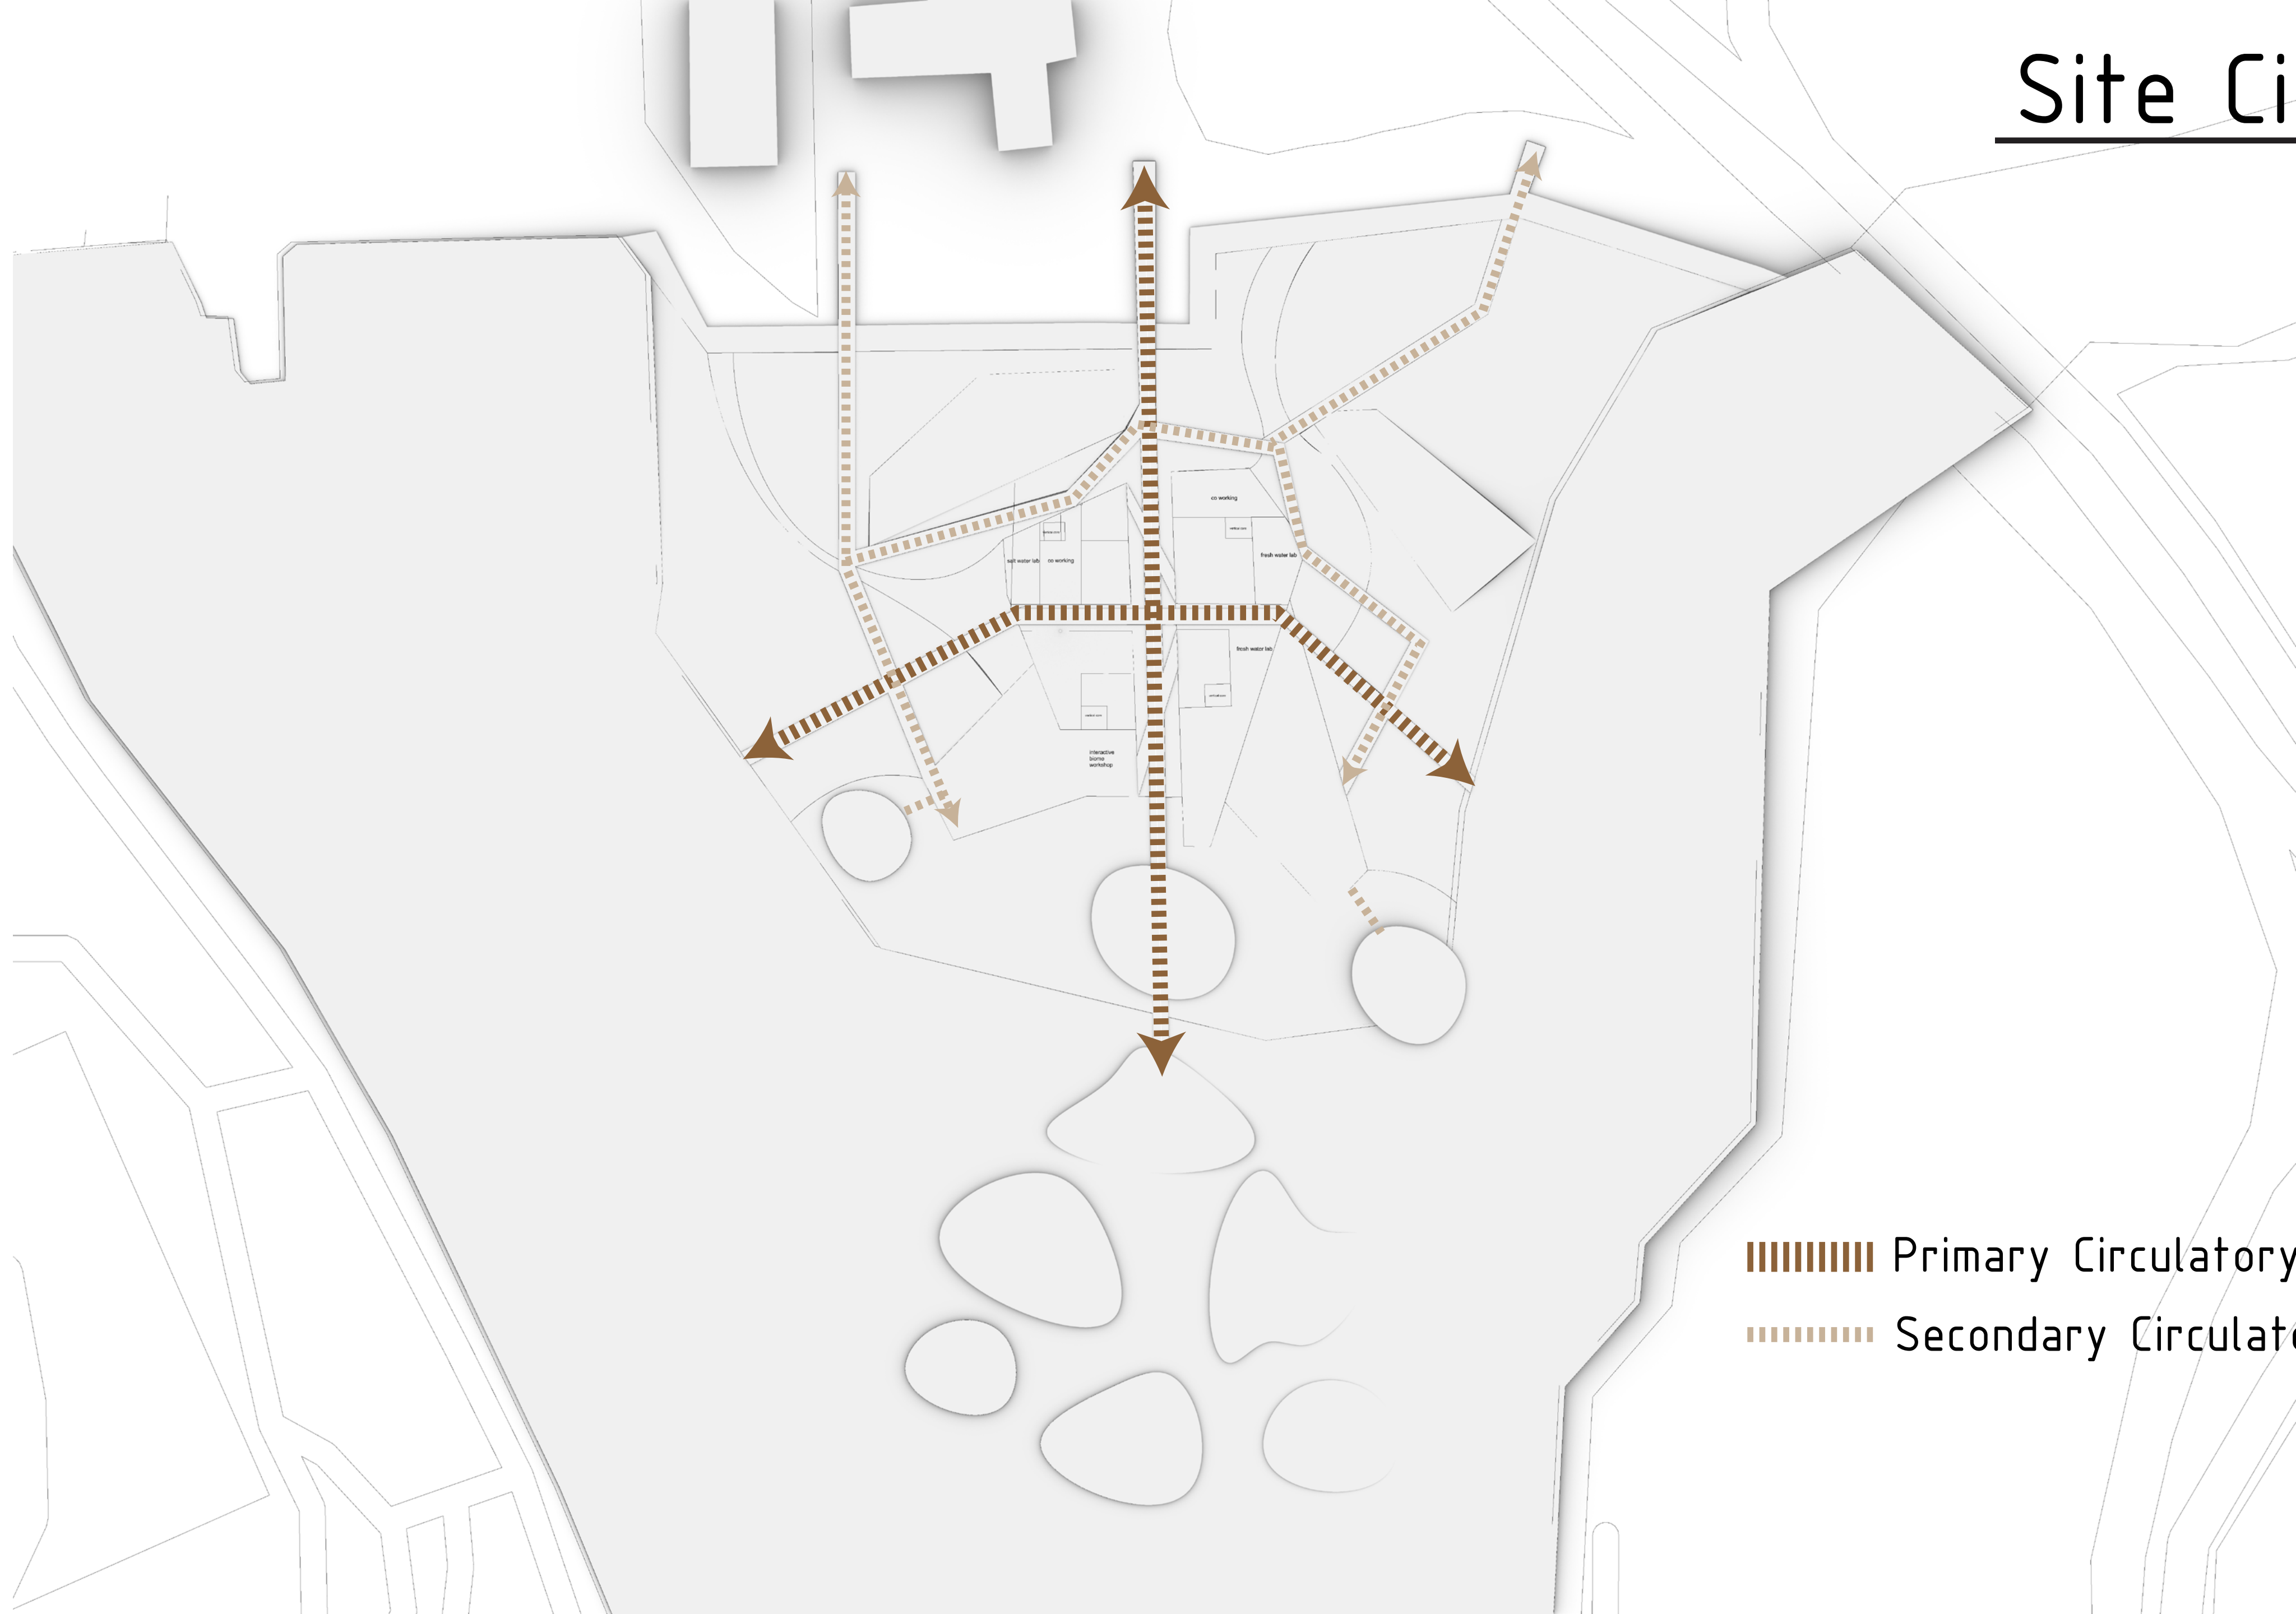 Site Ci
co working
fresh water lab
salt water lab
co working
fresh water lab
interactive
biome
workshop
Primary Circulatory
Secondary Circulat